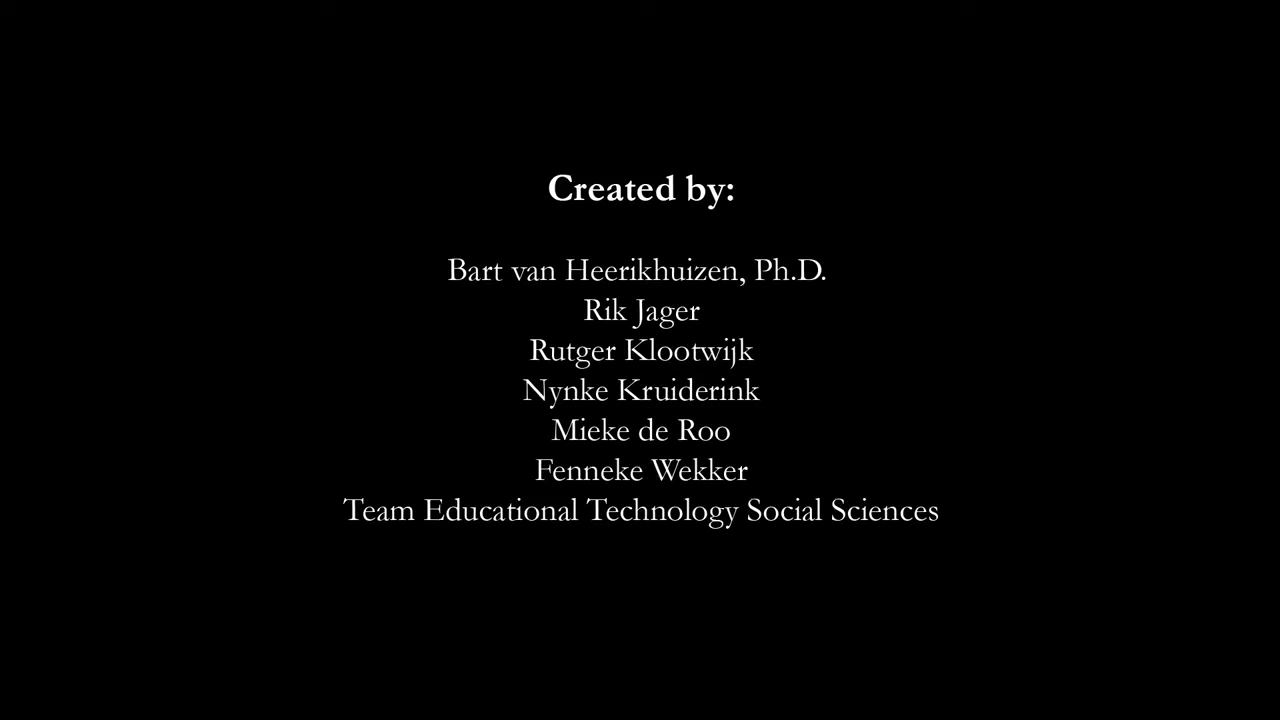 Created by:
Bart van Heerikhuizen, Ph.D.
Rik Jager
Rutger Klootwijk
Nynke Kruiderink
Mieke de Roo
Fenneke Wekker
Team Educational Technology Social Sciences